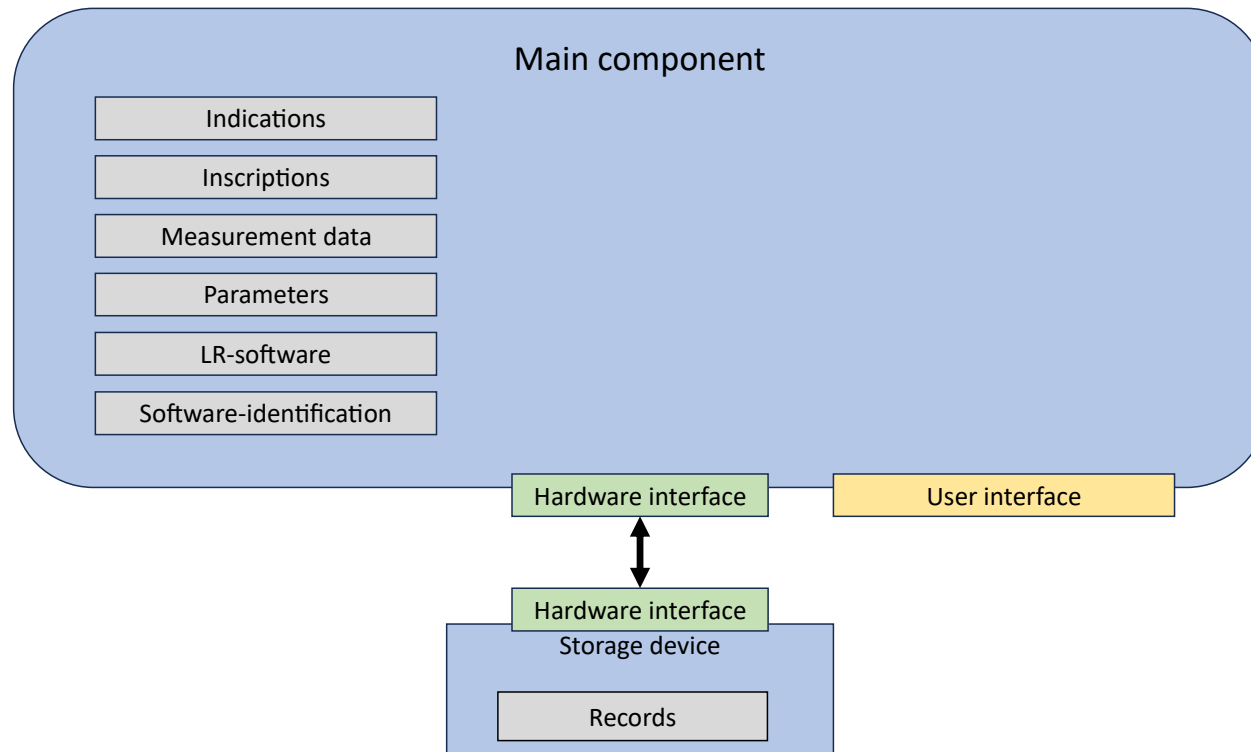 Main component
Indications
Inscriptions
Measurement data
Parameters
LR-software
Software-identification
Hardware interface
User interface
Hardware interface
Storage device
Records